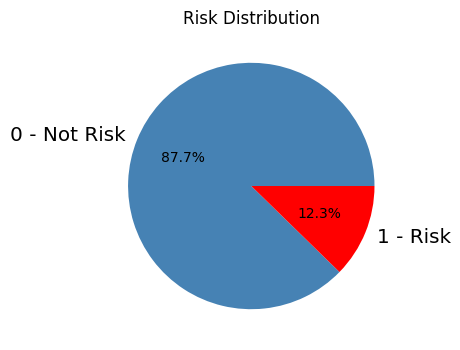 Risk Distribution
0 - Not Risk
87.7%
12.3%
1 - Risk